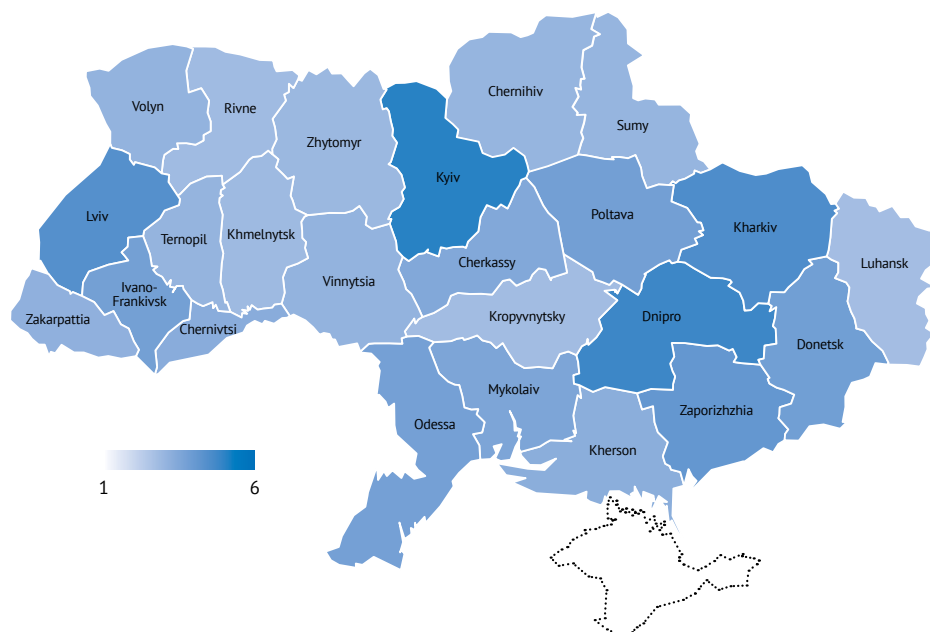 Chernihiv
Volyn
Rivne
Sumy
Zhytomyr
Kyiv
Lviv
Poltava
Kharkiv
Ternopil
Khmelnytsk
Cherkassy
Luhansk
Vinnytsia
Ivano-
Frankivsk
Zakarpattia
Chernivtsi
Kropyvnytsky
Dnipro
Donetsk
Mykolaiv
Zaporizhzhia
Odessa
Kherson
1 6